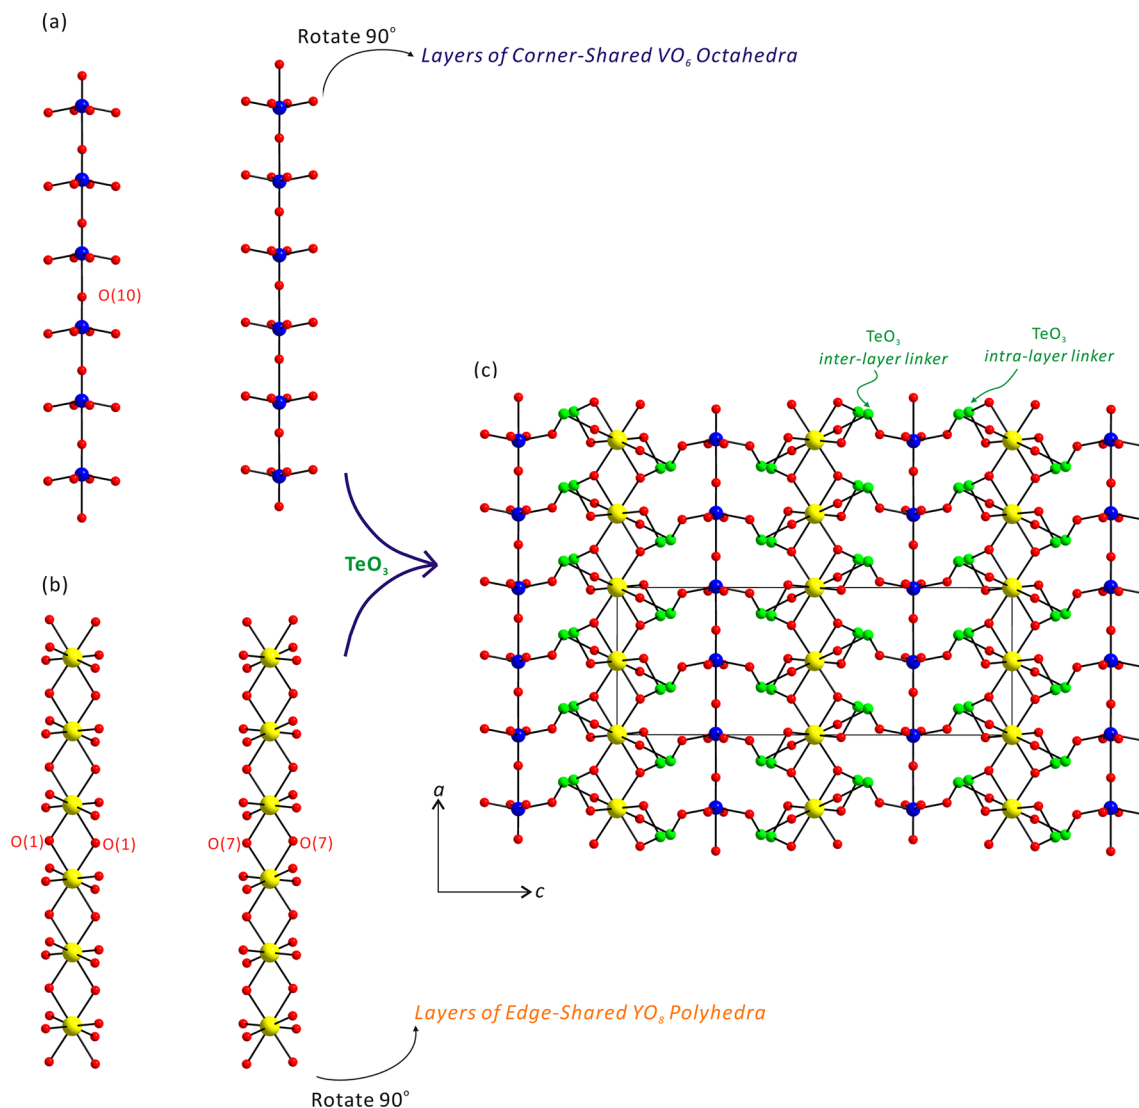 (a)
Rotate 90°
Layers of Corner-Shared VO₆ Octahedra
O(10)
(c)
TeO₃
inter-layer linker
TeO₃
intra-layer linker
TeO₃
(b)
O(1)
O(1)
O(7)
O(7)
a
c
Layers of Edge-Shared YO₈ Polyhedra
Rotate 90°